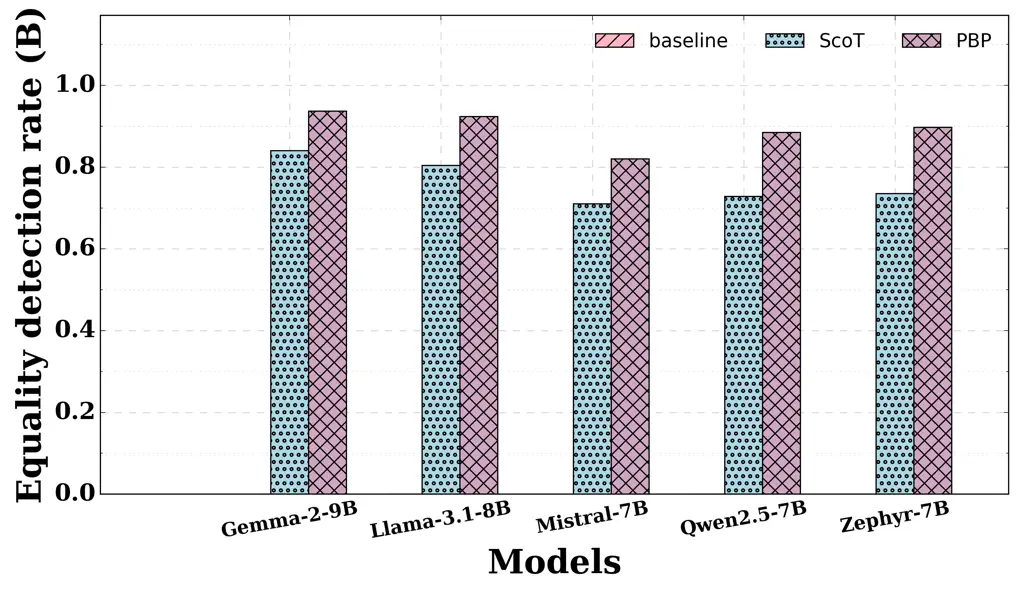 Equality detection rate (B)
baseline ScoT PBP
1.0
0.8
0.6
0.4
0.2
0.0
Gemma-2-9B Llama-3.1-8B Mistral-7B Qwen2.5-7B Zephyr-7B
Models